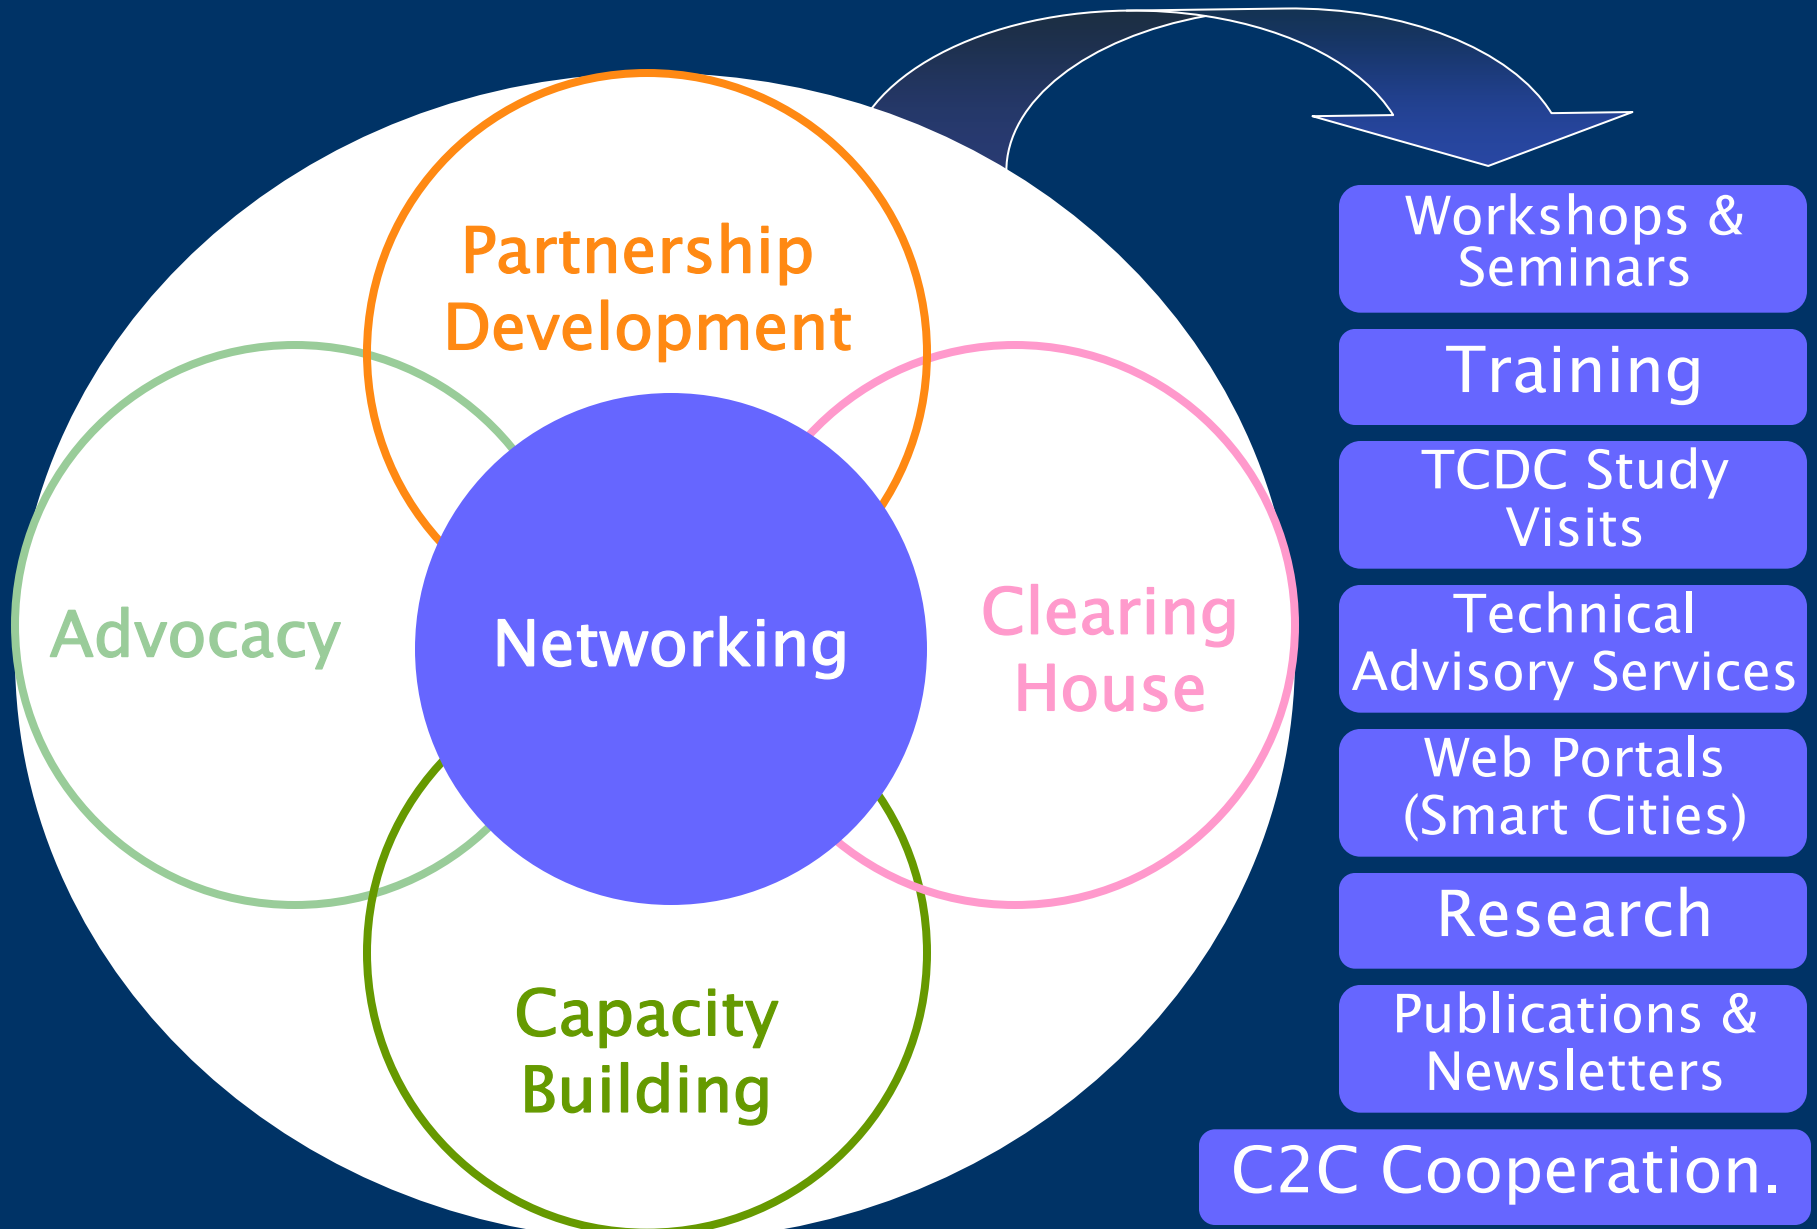 Partnership
Development
Advocacy
Networking
Clearing
House
Capacity
Building
Workshops &
Seminars
Training
TCDC Study
Visits
Technical
Advisory Services
Web Portals
(Smart Cities)
Research
Publications &
Newsletters
C2C Cooperation.